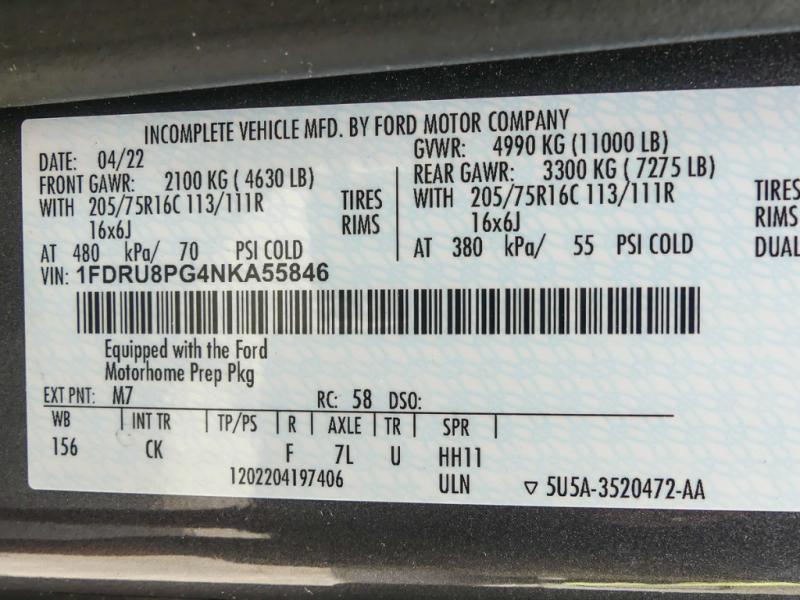 INCOMPLETE VEHICLE MFD. BY FORD MOTOR COMPANY
DATE: 04/22
GVWR: 4990 KG (11000 LB)
FRONT GAWR: 2100 KG ( 4630 LB)
REAR GAWR: 3300 KG ( 7275 LB)
WITH 205/75R16C 113/111R TIRES
WITH 205/75R16C 113/111R TIRES
16x6J RIMS
16x6J RIMS
AT 480 kPa/ 70 PSI COLD
AT 380 kPa/ 55 PSI COLD DUAL
VIN: 1FDRU8PG4NKA55846
Equipped with the Ford
Motorhome Prep Pkg
EXT PNT: M7 RC: 58 DSO:
WB INT TR TP/PS R AXLE TR SPR
156 CK F 7L U HH11
1202204197406 ULN ▽ 5U5A-3520472-AA